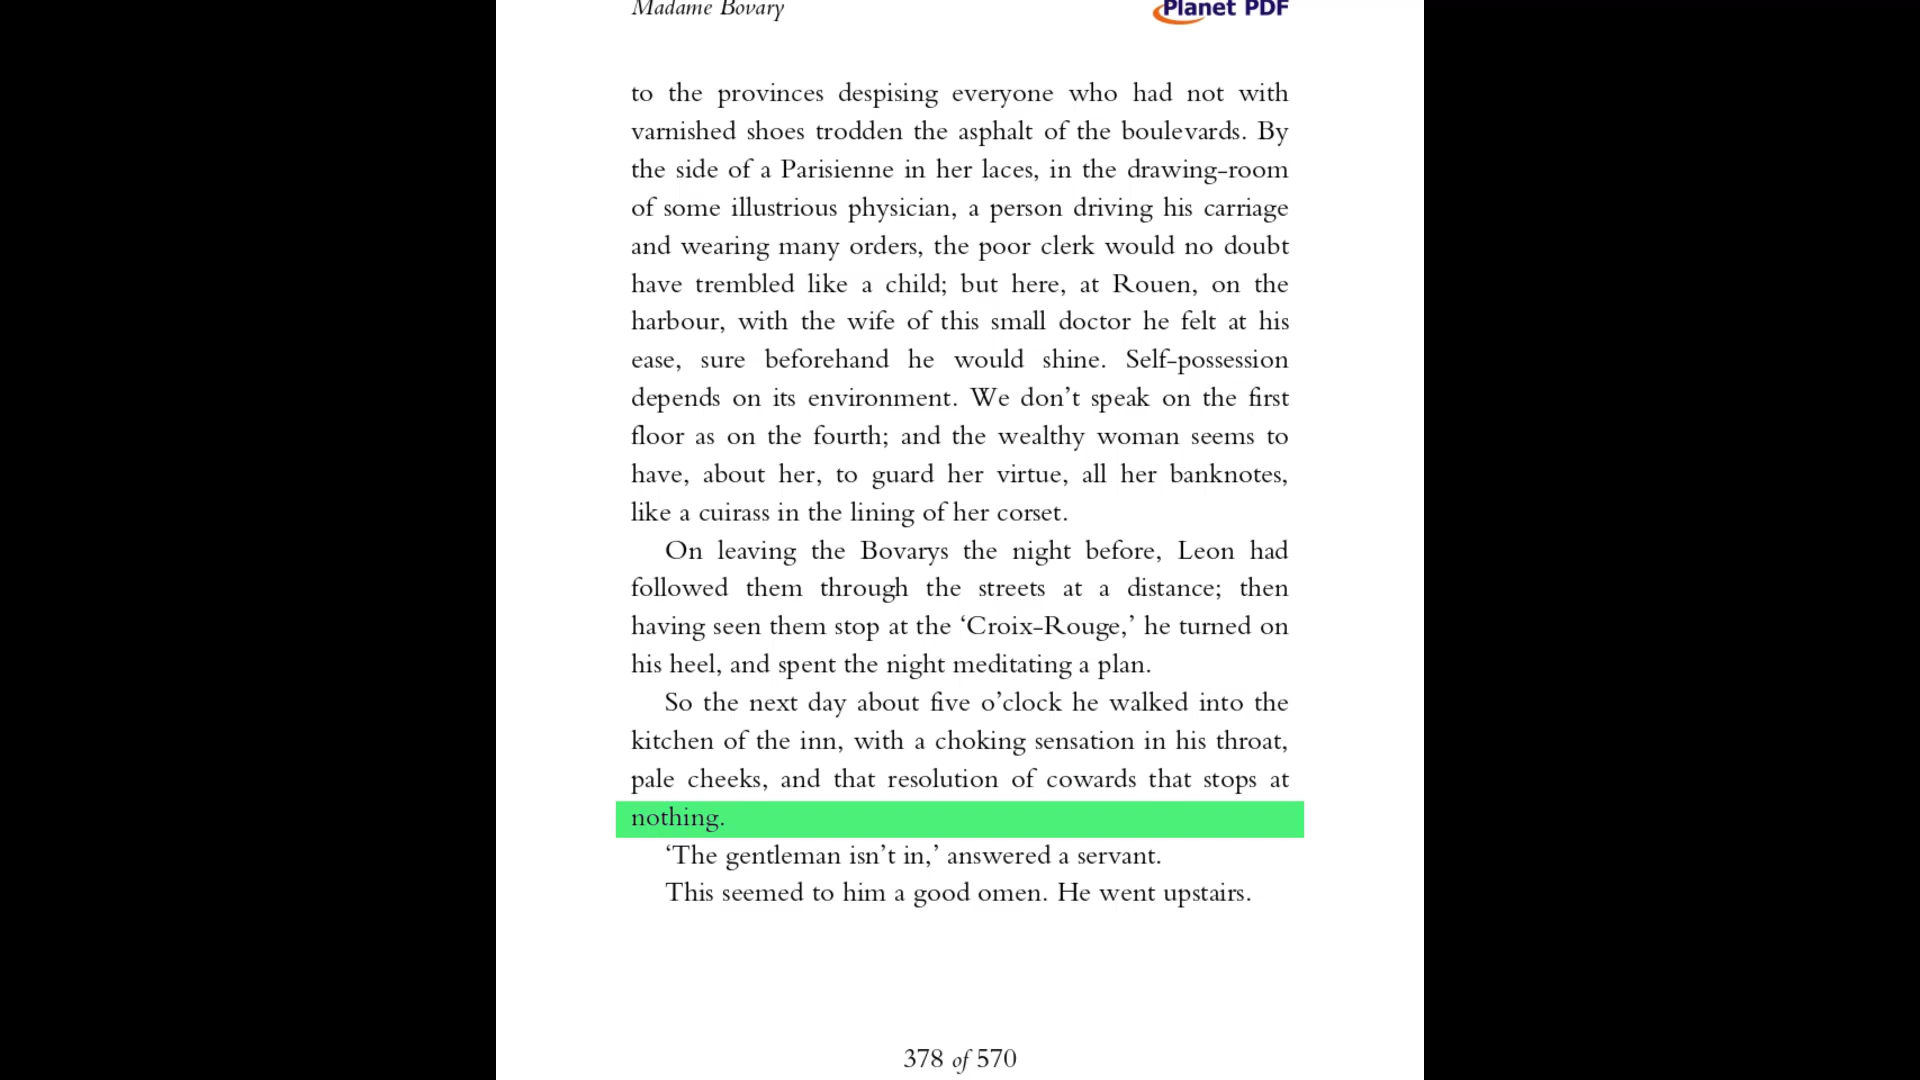 Madame Bovary
Planet PDF
to the provinces despising everyone who had not with
varnished shoes trodden the asphalt of the boulevards. By
the side of a Parisienne in her laces, in the drawing-room
of some illustrious physician, a person driving his carriage
and wearing many orders, the poor clerk would no doubt
have trembled like a child; but here, at Rouen, on the
harbour, with the wife of this small doctor he felt at his
ease, sure beforehand he would shine. Self-possession
depends on its environment. We don’t speak on the first
floor as on the fourth; and the wealthy woman seems to
have, about her, to guard her virtue, all her banknotes,
like a cuirass in the lining of her corset.
On leaving the Bovarys the night before, Leon had
followed them through the streets at a distance; then
having seen them stop at the ‘Croix-Rouge,’ he turned on
his heel, and spent the night meditating a plan.
So the next day about five o’clock he walked into the
kitchen of the inn, with a choking sensation in his throat,
pale cheeks, and that resolution of cowards that stops at
nothing.
‘The gentleman isn’t in,’ answered a servant.
This seemed to him a good omen. He went upstairs.
378 of 570